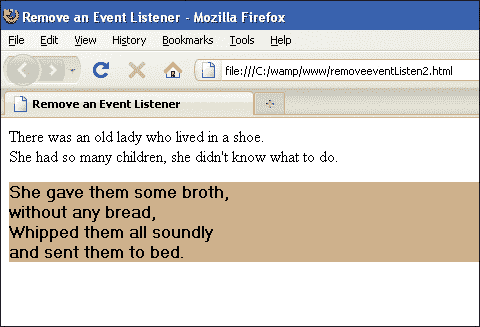 Remove an Event Listener - Mozilla Firefox
File Edit View History Bookmarks Tools Help
file:///C:/wamp/www/removeeventListen2.html
Remove an Event Listener
There was an old lady who lived in a shoe.
She had so many children, she didn't know what to do.
She gave them some broth,
without any bread,
Whipped them all soundly
and sent them to bed.